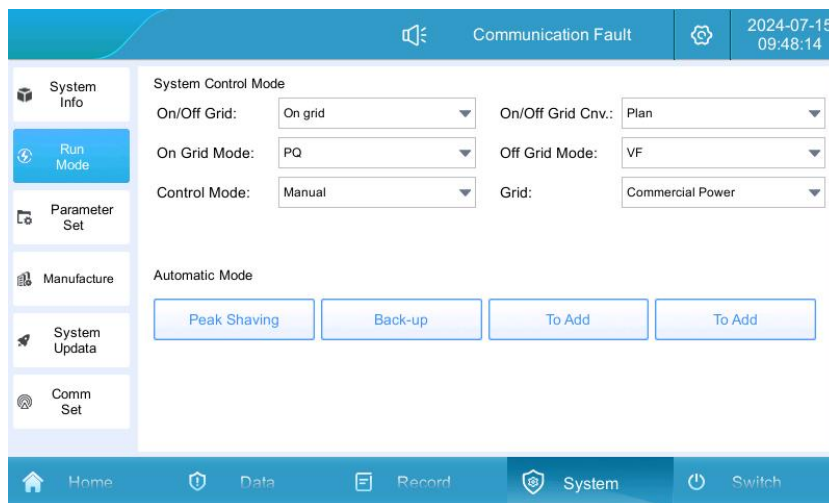 Communication Fault
2024-07-15
09:48:14
System
Info
Run
Mode
Parameter
Set
Manufacture
System
Updata
Comm
Set
System Control Mode
On/Off Grid: On grid On/Off Grid Cnv.: Plan
On Grid Mode: PQ Off Grid Mode: VF
Control Mode: Manual Grid: Commercial Power
Automatic Mode
Peak Shaving Back-up To Add To Add
Home Data Record System Switch